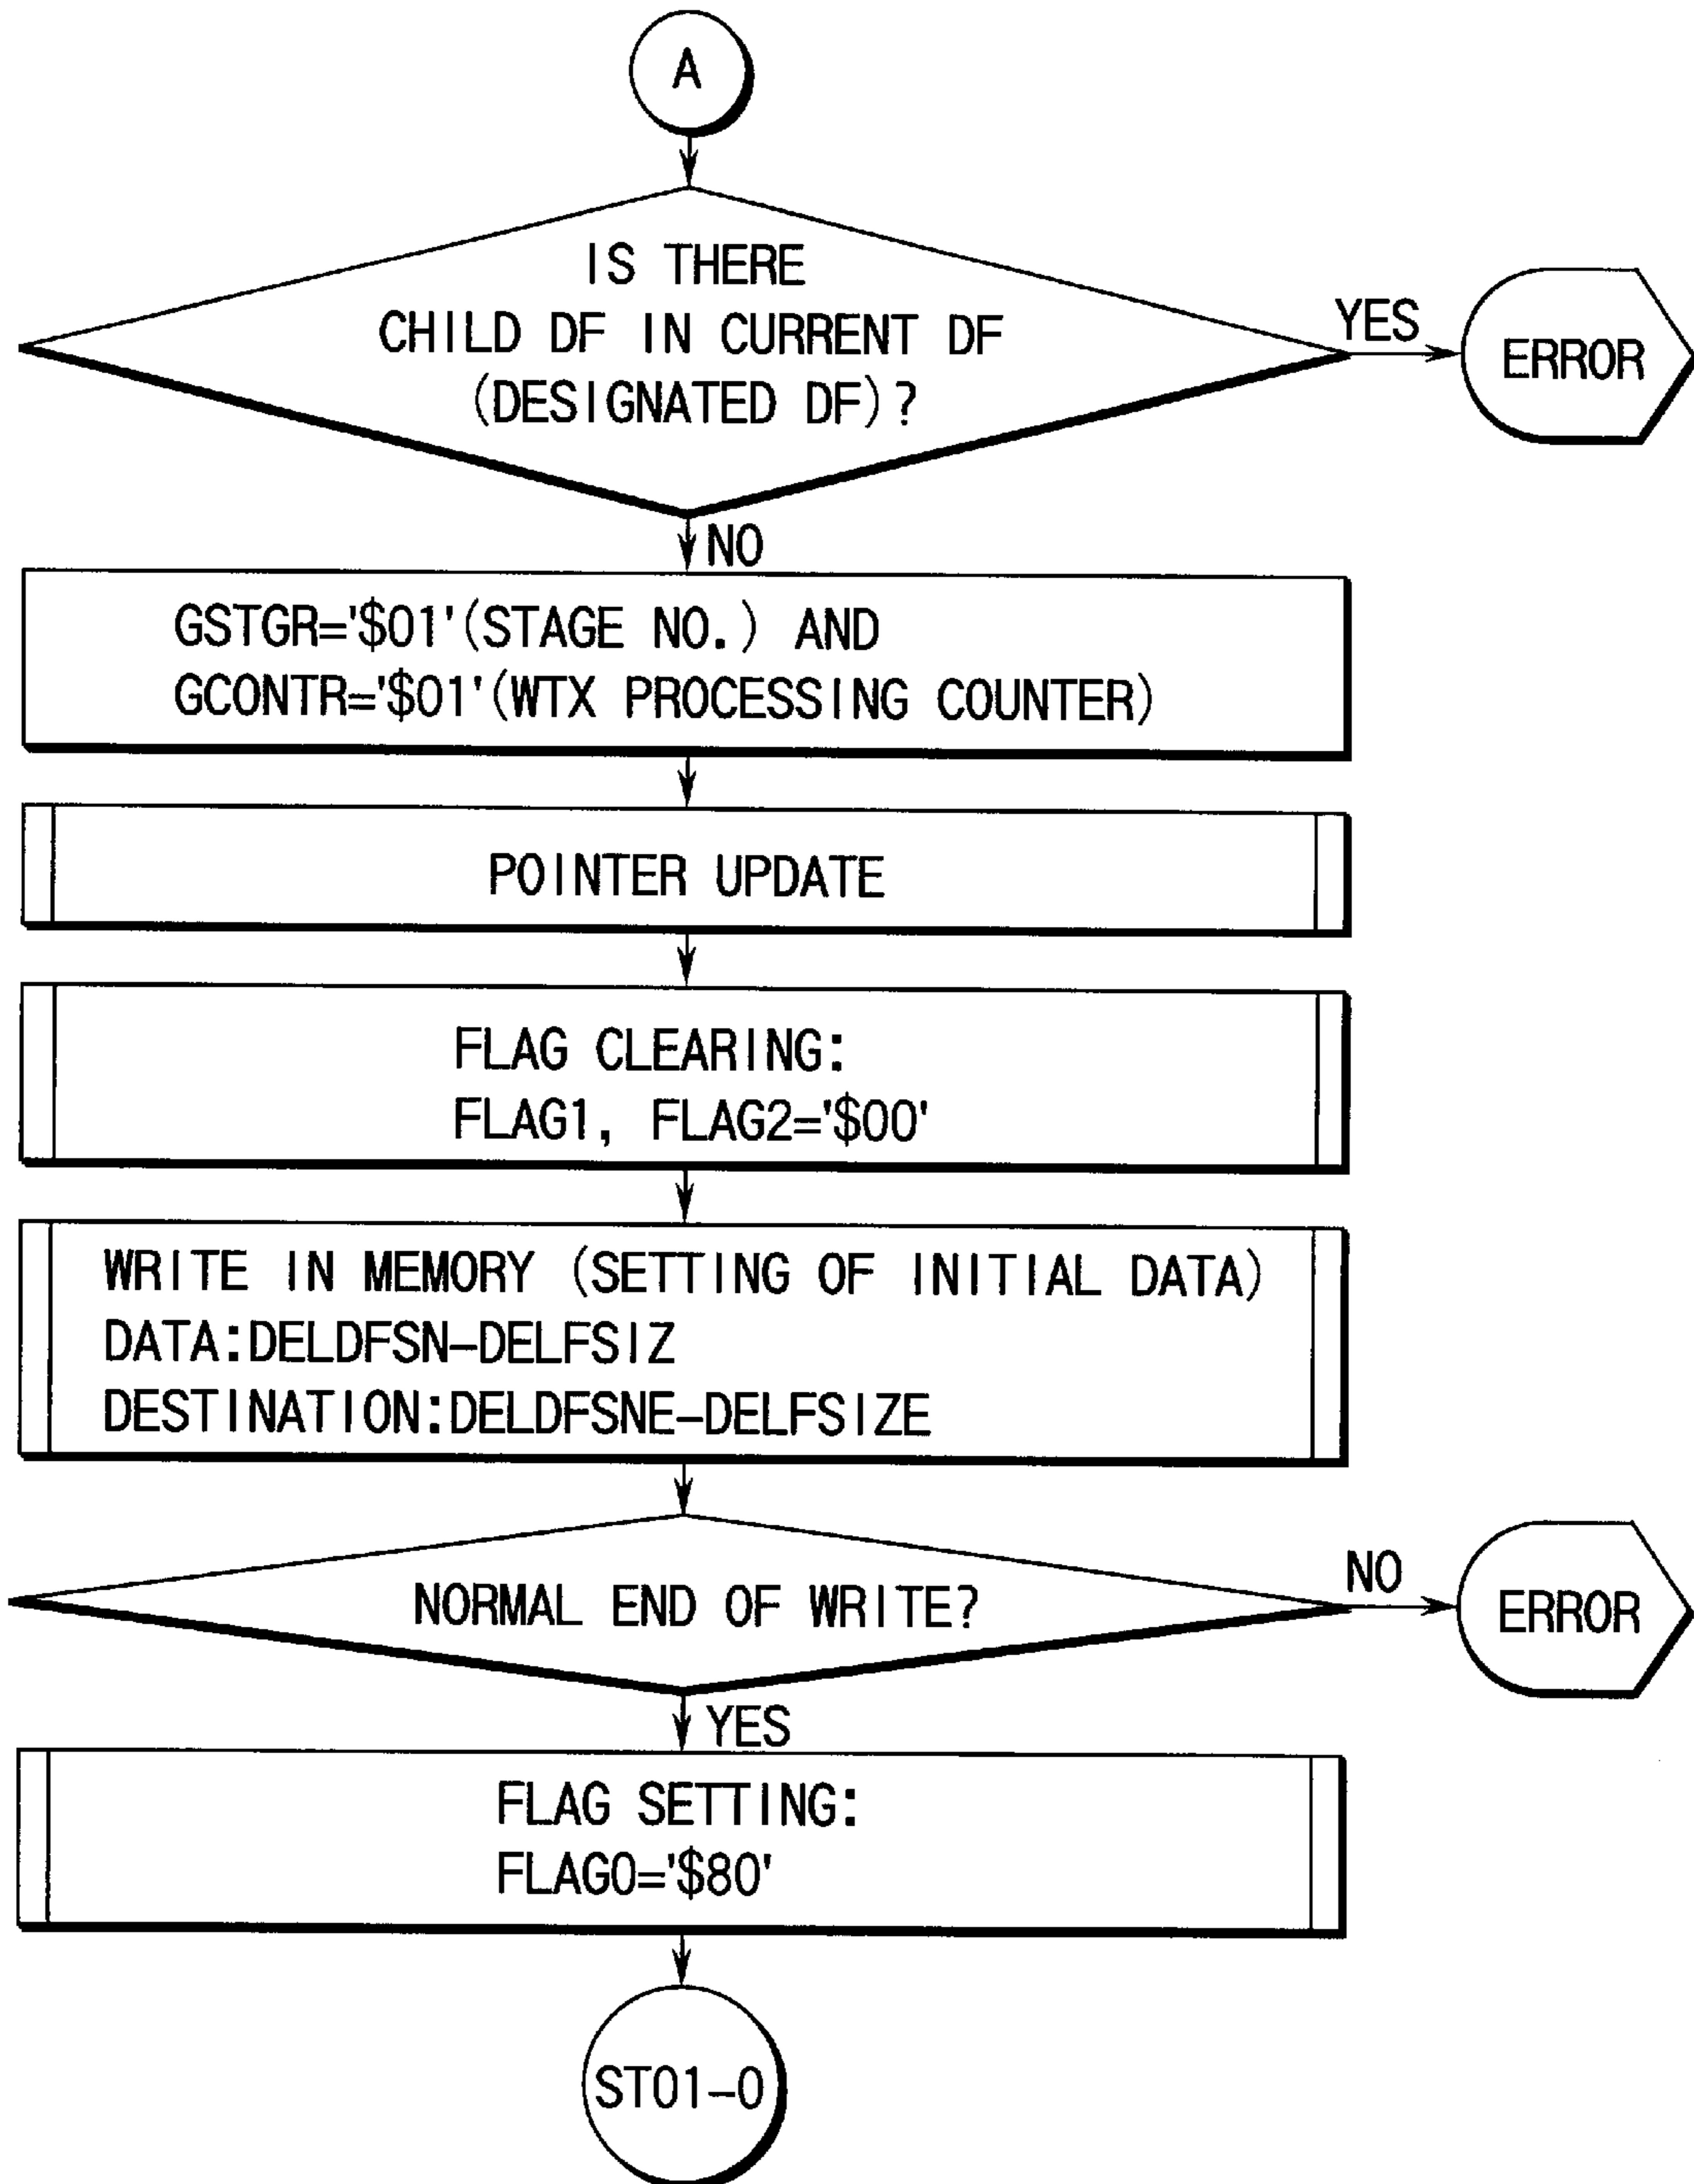 A
IS THERE
CHILD DF IN CURRENT DF
(DESIGNATED DF)?
YES
ERROR
NO
GSTGR='$01'(STAGE NO.) AND
GCONTR='$01'(WTX PROCESSING COUNTER)
POINTER UPDATE
FLAG CLEARING:
FLAG1, FLAG2='$00'
WRITE IN MEMORY (SETTING OF INITIAL DATA)
DATA:DELDFSN-DELFSIZ
DESTINATION:DELDFSNE-DELFSIZE
NORMAL END OF WRITE?
NO
ERROR
YES
FLAG SETTING:
FLAG0='$80'
ST01-0